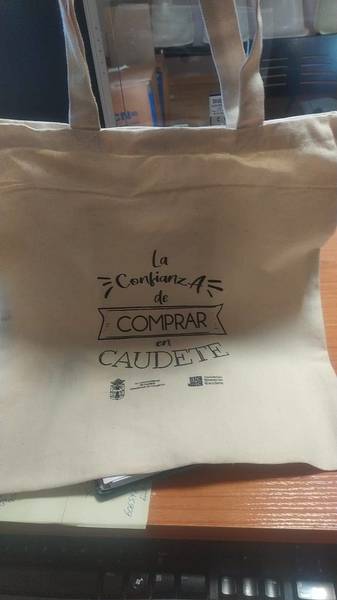 La
ConfianzA
de
COMPRAR
en
CAUDETE